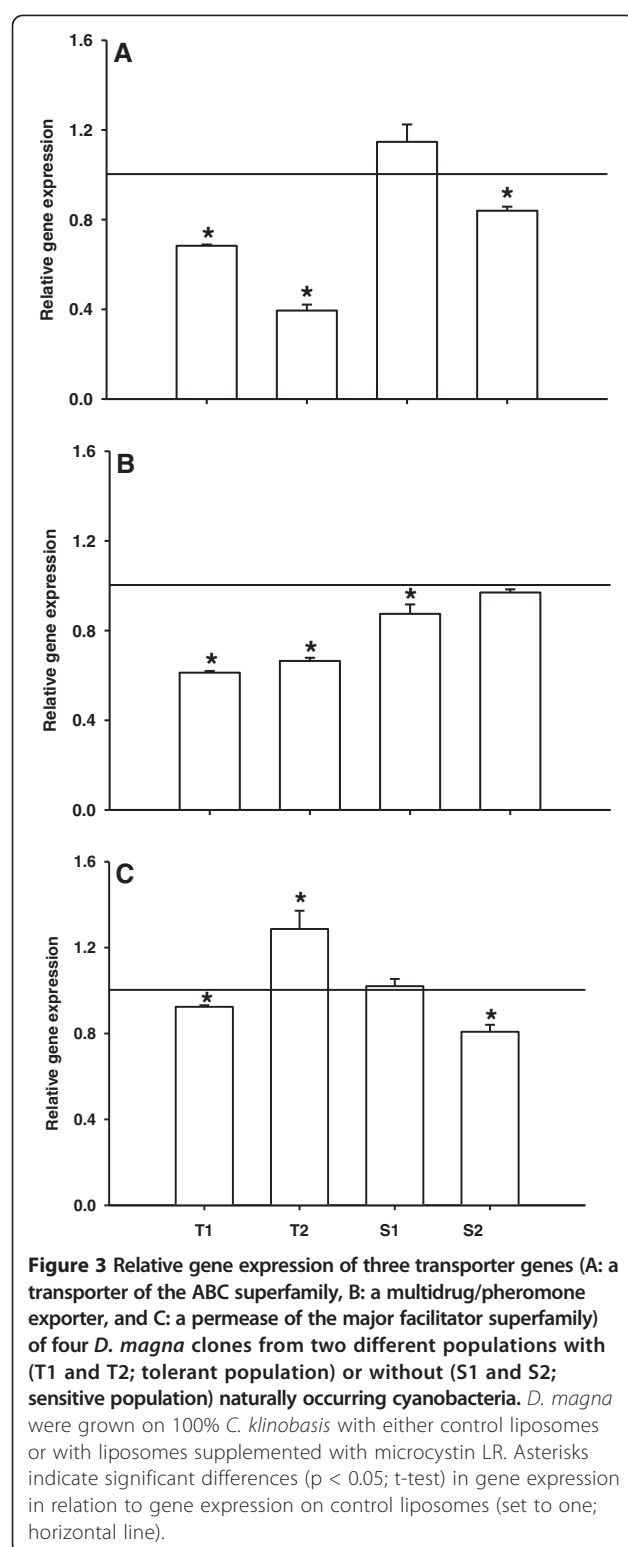 1.6
A
1.2
0.8
0.4
0.0
Relative gene expression
*
*
*
1.6
B
1.2
0.8
0.4
0.0
Relative gene expression
*
*
*
1.6
C
1.2
0.8
0.4
0.0
Relative gene expression
*
*
*
T1 T2 S1 S2
Figure 3 Relative gene expression of three transporter genes (A: a
transporter of the ABC superfamily, B: a multidrug/pheromone
exporter, and C: a permease of the major facilitator superfamily)
of four D. magna clones from two different populations with
(T1 and T2; tolerant population) or without (S1 and S2;
sensitive population) naturally occurring cyanobacteria. D. magna
were grown on 100% C. klinobasis with either control liposomes
or with liposomes supplemented with microcystin LR. Asterisks
indicate significant differences (p < 0.05; t-test) in gene expression
in relation to gene expression on control liposomes (set to one;
horizontal line).